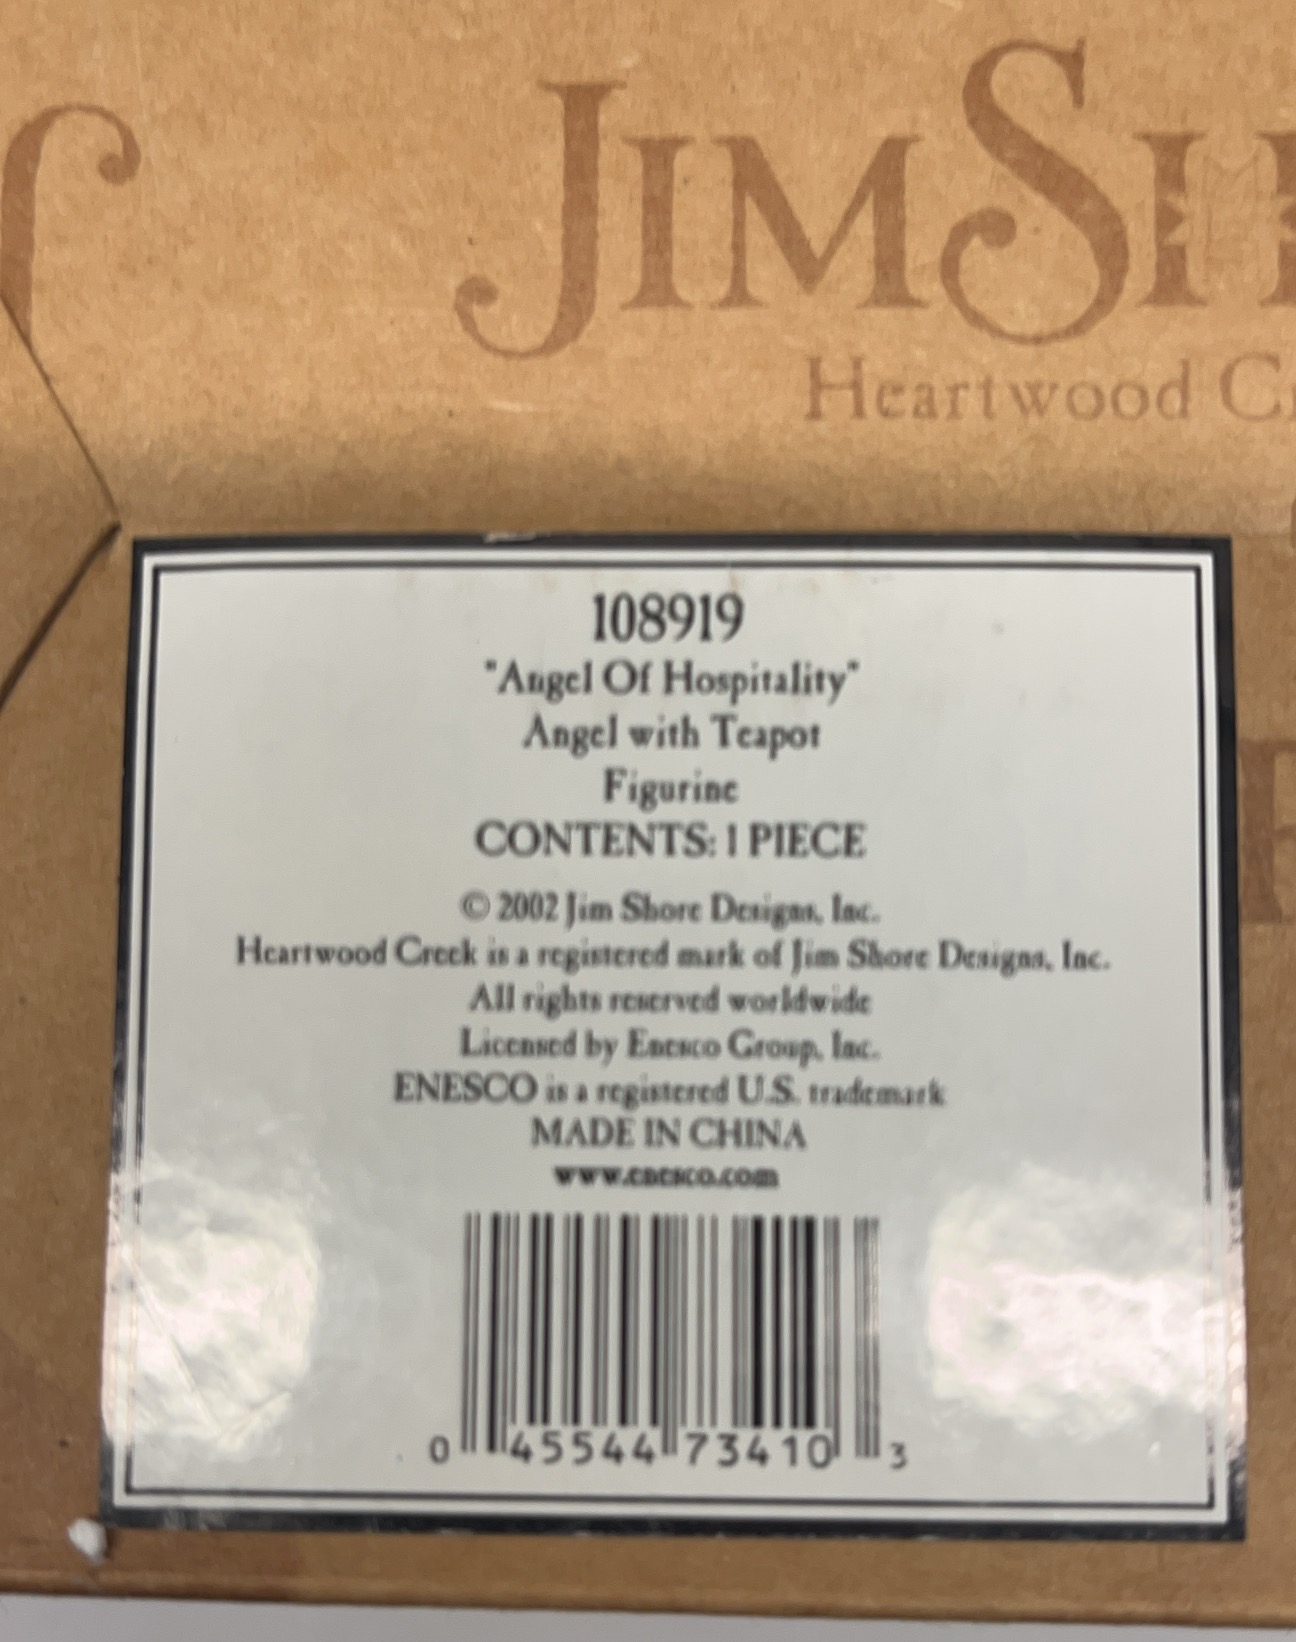 JIM SH
Heartwood C
108919
"Angel Of Hospitality"
Angel with Teapot
Figurine
CONTENTS: 1 PIECE
© 2002 Jim Shore Designs, Inc.
Heartwood Creek is a registered mark of Jim Shore Designs, Inc.
All rights reserved worldwide
Licensed by Enesco Group, Inc.
ENESCO is a registered U.S. trademark
MADE IN CHINA
www.enesco.com
0 45544 73410 3